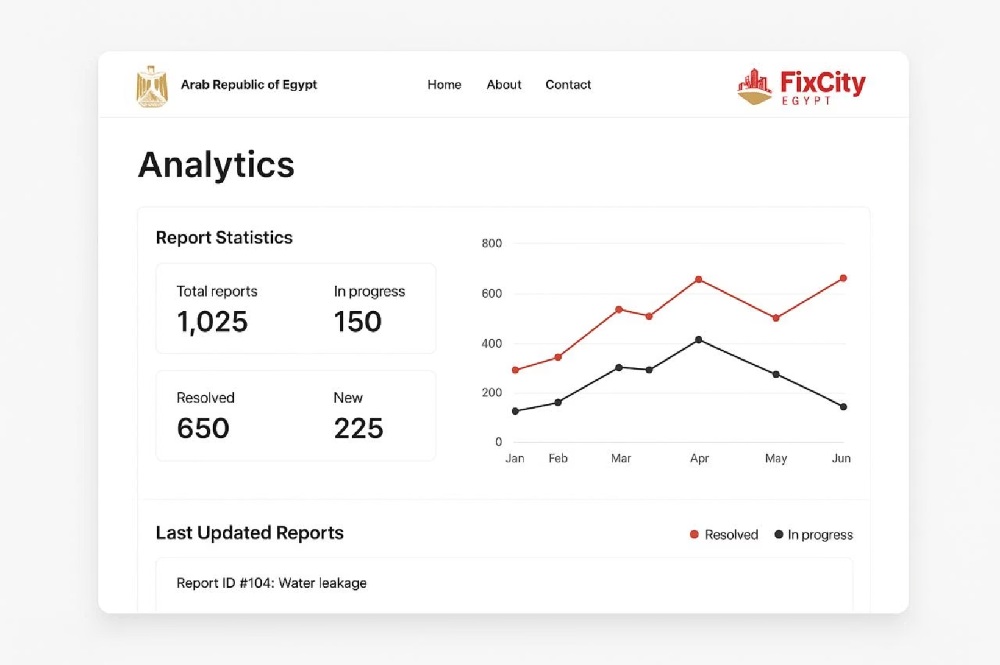 Arab Republic of Egypt
Home
About
Contact
FixCity
EGYPT
Analytics
Report Statistics
Total reports
1,025
In progress
150
Resolved
650
New
225
800
600
400
200
0
Jan
Feb
Mar
Apr
May
Jun
Last Updated Reports
Resolved
In progress
Report ID #104: Water leakage